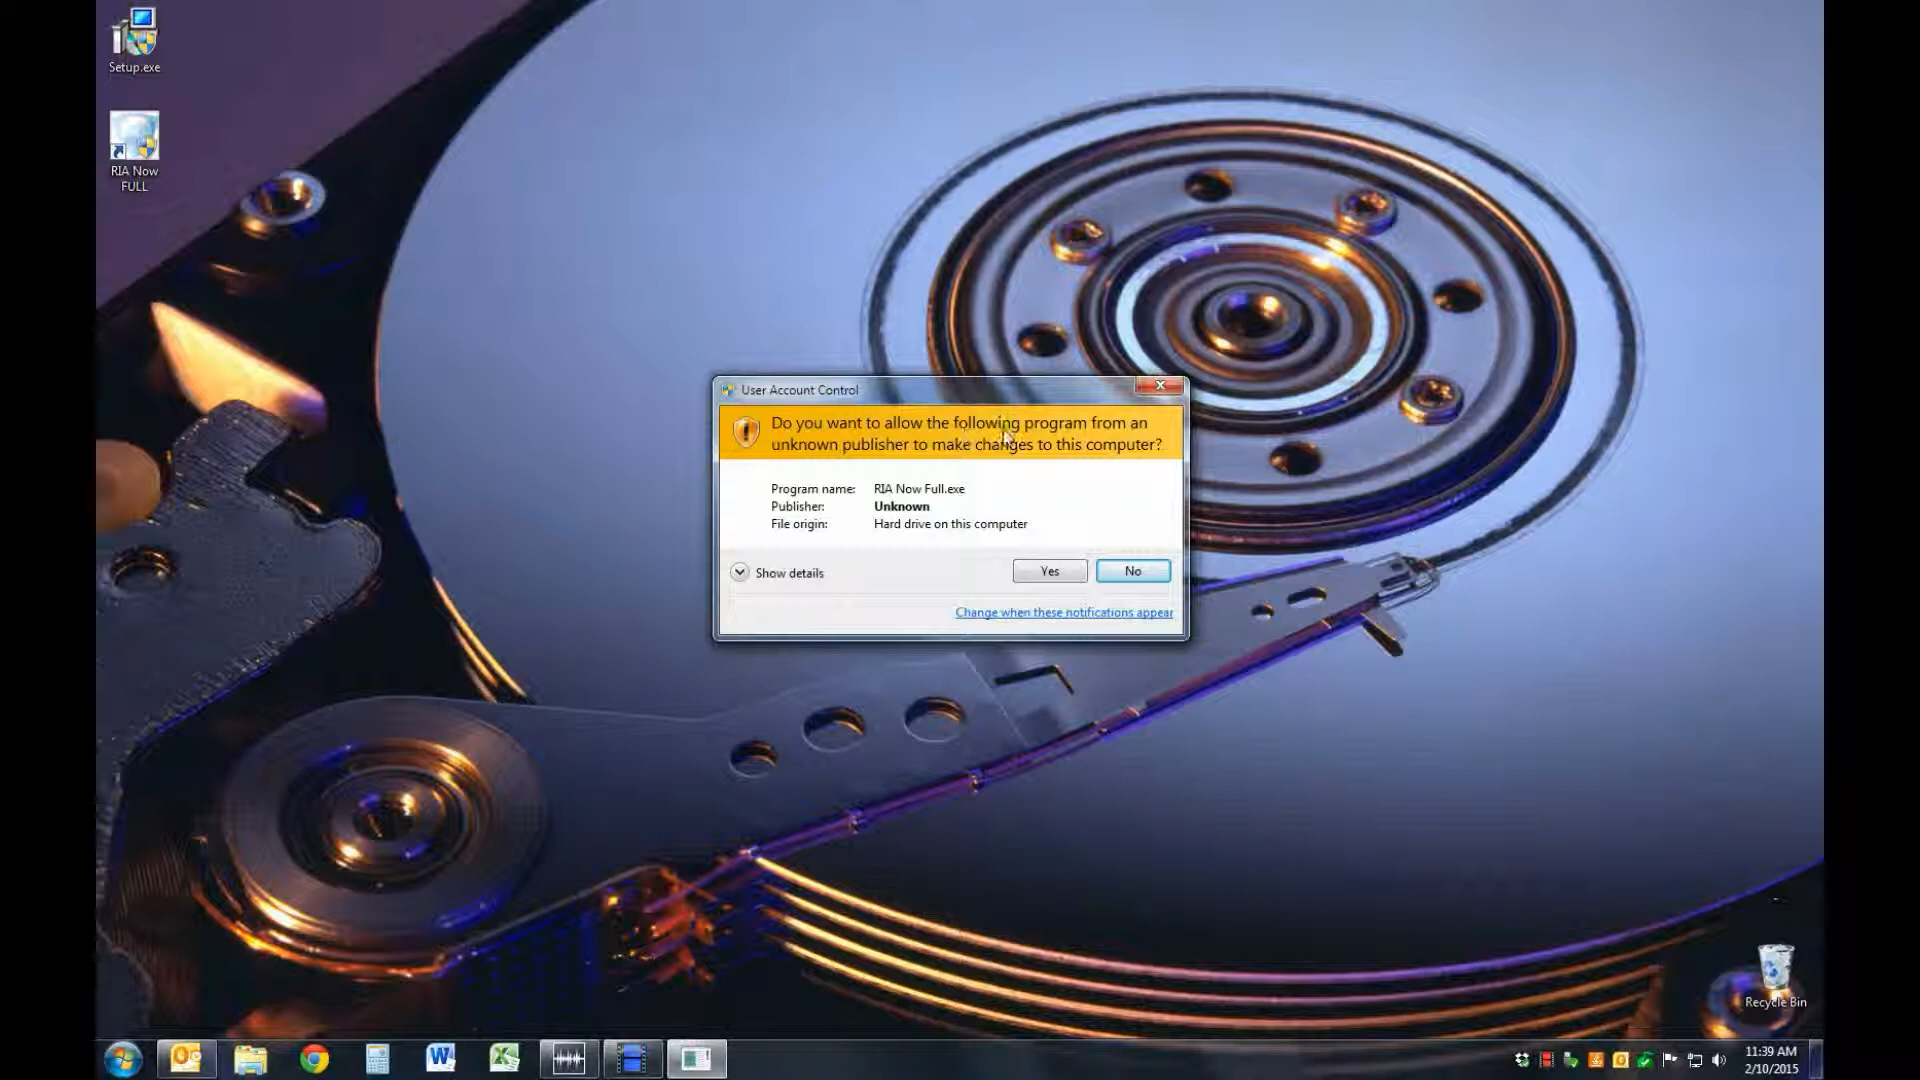 Setup.exe
RIA Now
FULL
User Account Control
Do you want to allow the following program from an
unknown publisher to make changes to this computer?
Program name: RIA Now Full.exe
Publisher: Unknown
File origin: Hard drive on this computer
Show details
Yes
No
Change when these notifications appear
Recycle Bin
11:39 AM
2/10/2015